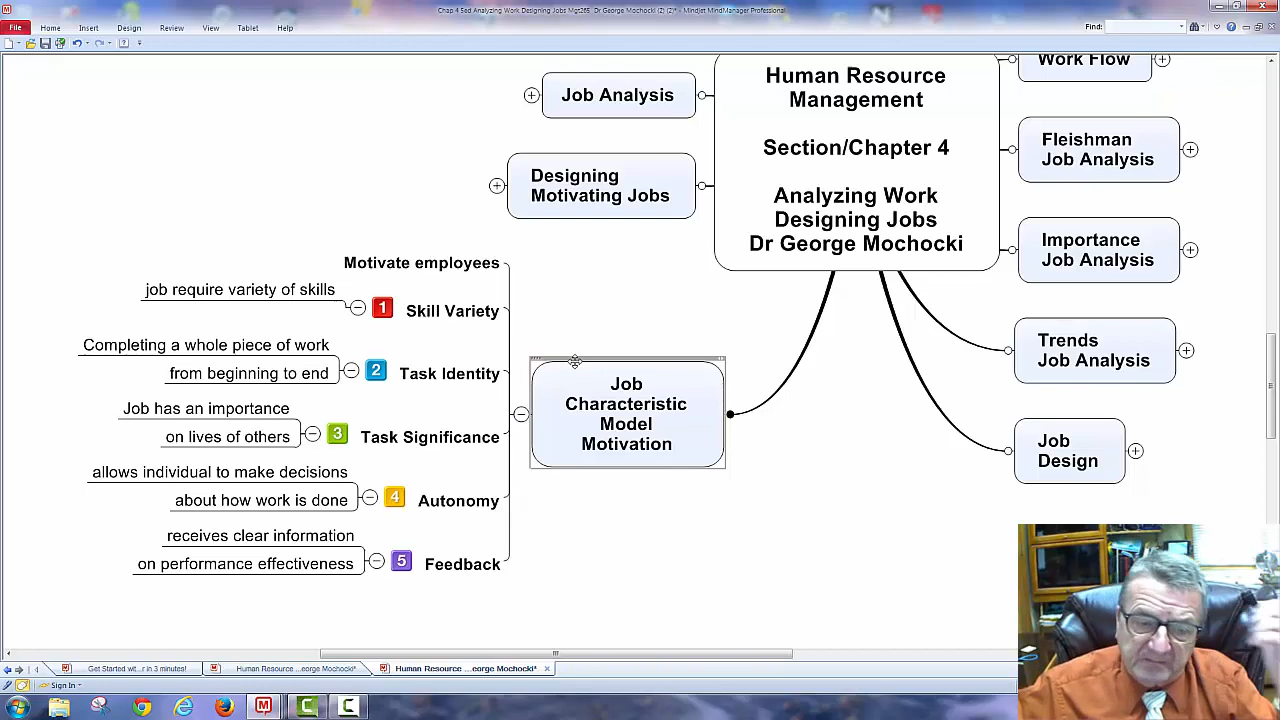 Chap 4 Sed Analyzing Work Designing Jobs Mgt265 Dr George Mochocki (2) (2)* - Mindjet MindManager Professional
File Home Insert Design Review View Tablet Help Find:
Job Analysis
Designing
Motivating Jobs
Human Resource
Management
Section/Chapter 4
Analyzing Work
Designing Jobs
Dr George Mochocki
Work Flow
Fleishman
Job Analysis
Importance
Job Analysis
Trends
Job Analysis
Job
Design
Job
Characteristic
Model
Motivation
Motivate employees
1 Skill Variety
job require variety of skills
2 Task Identity
Completing a whole piece of work
from beginning to end
3 Task Significance
Job has an importance
on lives of others
4 Autonomy
allows individual to make decisions
about how work is done
5 Feedback
receives clear information
on performance effectiveness
Get Started wit...r in 3 minutes! Human Resource ...eorge Mochocki* Human Resource ...eorge Mochocki*
Sign In